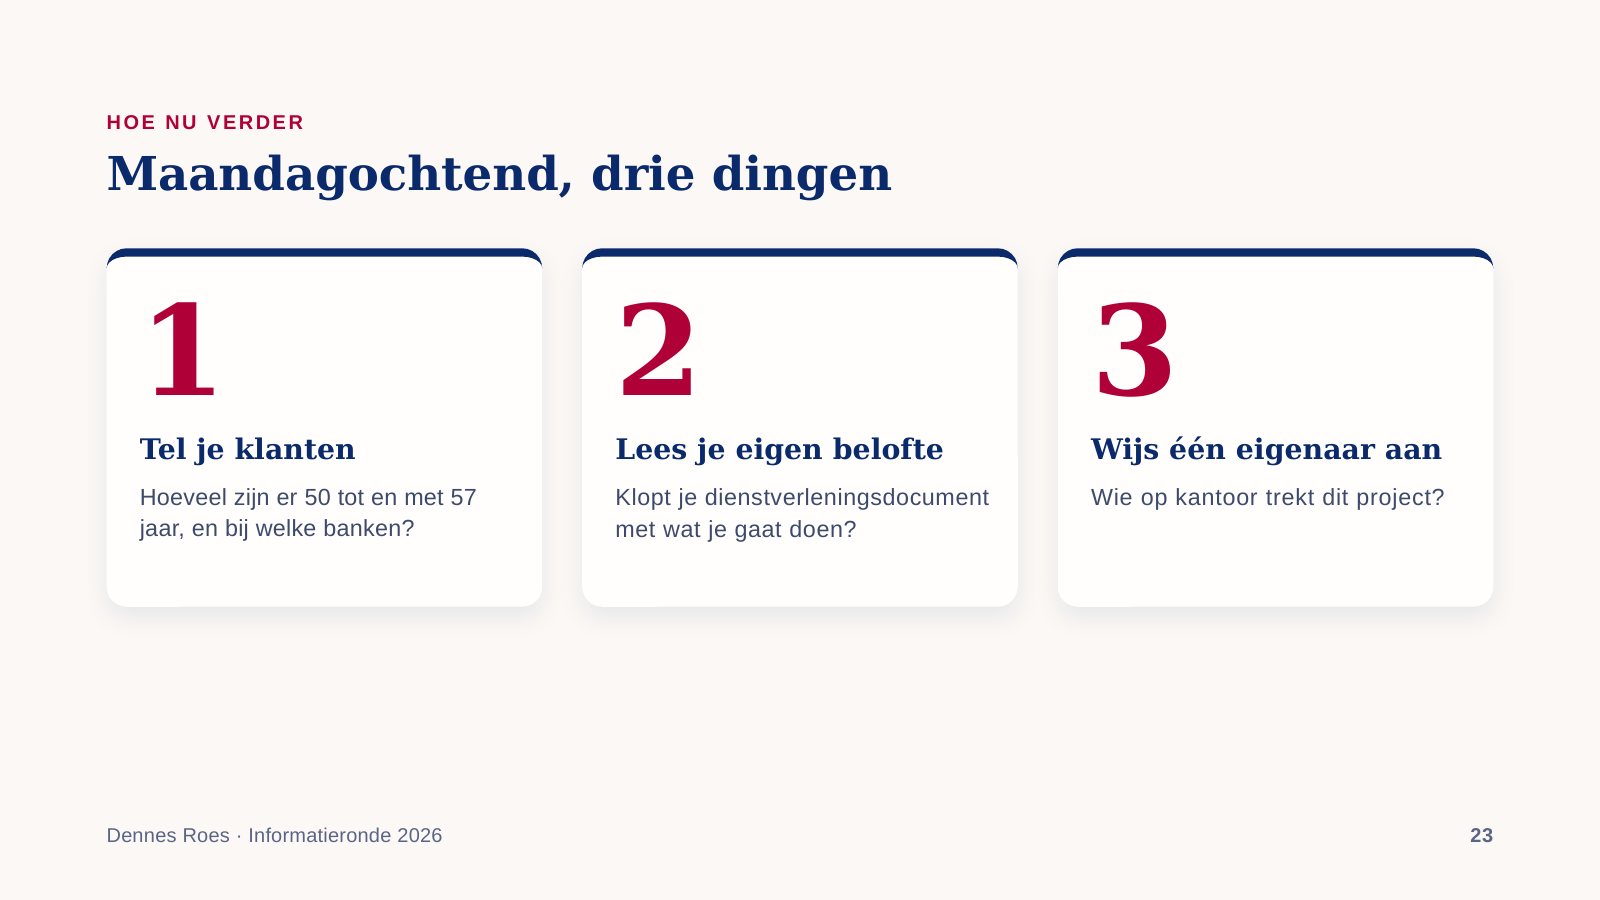 HOE NU VERDER
Maandagochtend, drie dingen
1
Tel je klanten
Hoeveel zijn er 50 tot en met 57
jaar, en bij welke banken?
2
Lees je eigen belofte
Klopt je dienstverleningsdocument
met wat je gaat doen?
3
Wijs één eigenaar aan
Wie op kantoor trekt dit project?
Dennes Roes · Informatieronde 2026
23